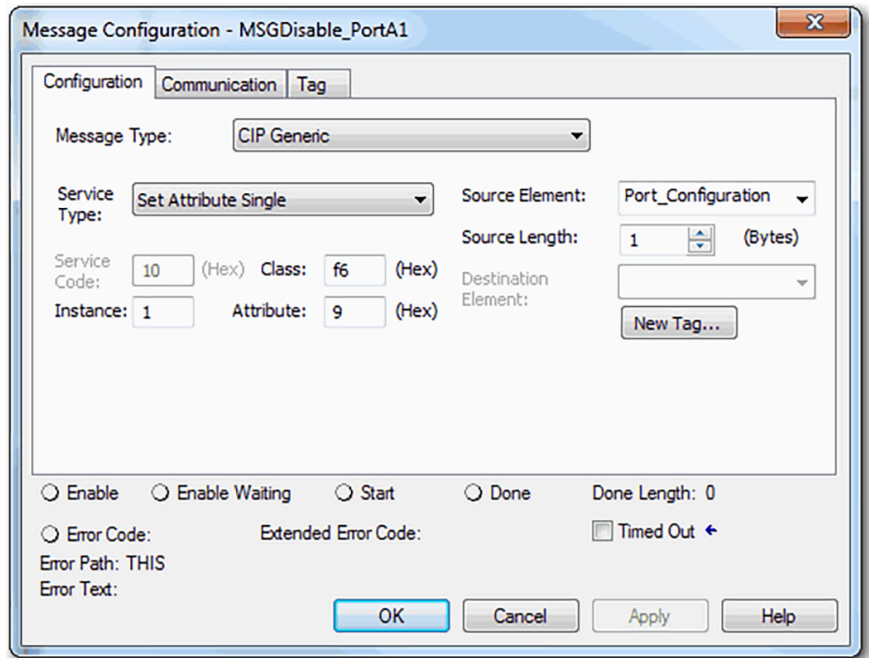 Message Configuration - MSGDisable_PortA1
Configuration Communication Tag
Message Type: CIP Generic
Service Type: Set Attribute Single
Source Element: Port_Configuration
Source Length: 1 (Bytes)
Service Code: 10 (Hex) Class: f6 (Hex)
Destination Element:
Instance: 1 Attribute: 9 (Hex)
New Tag...
Enable Enable Waiting Start Done Done Length: 0
Error Code: Extended Error Code: Timed Out
Error Path: THIS
Error Text:
OK Cancel Apply Help